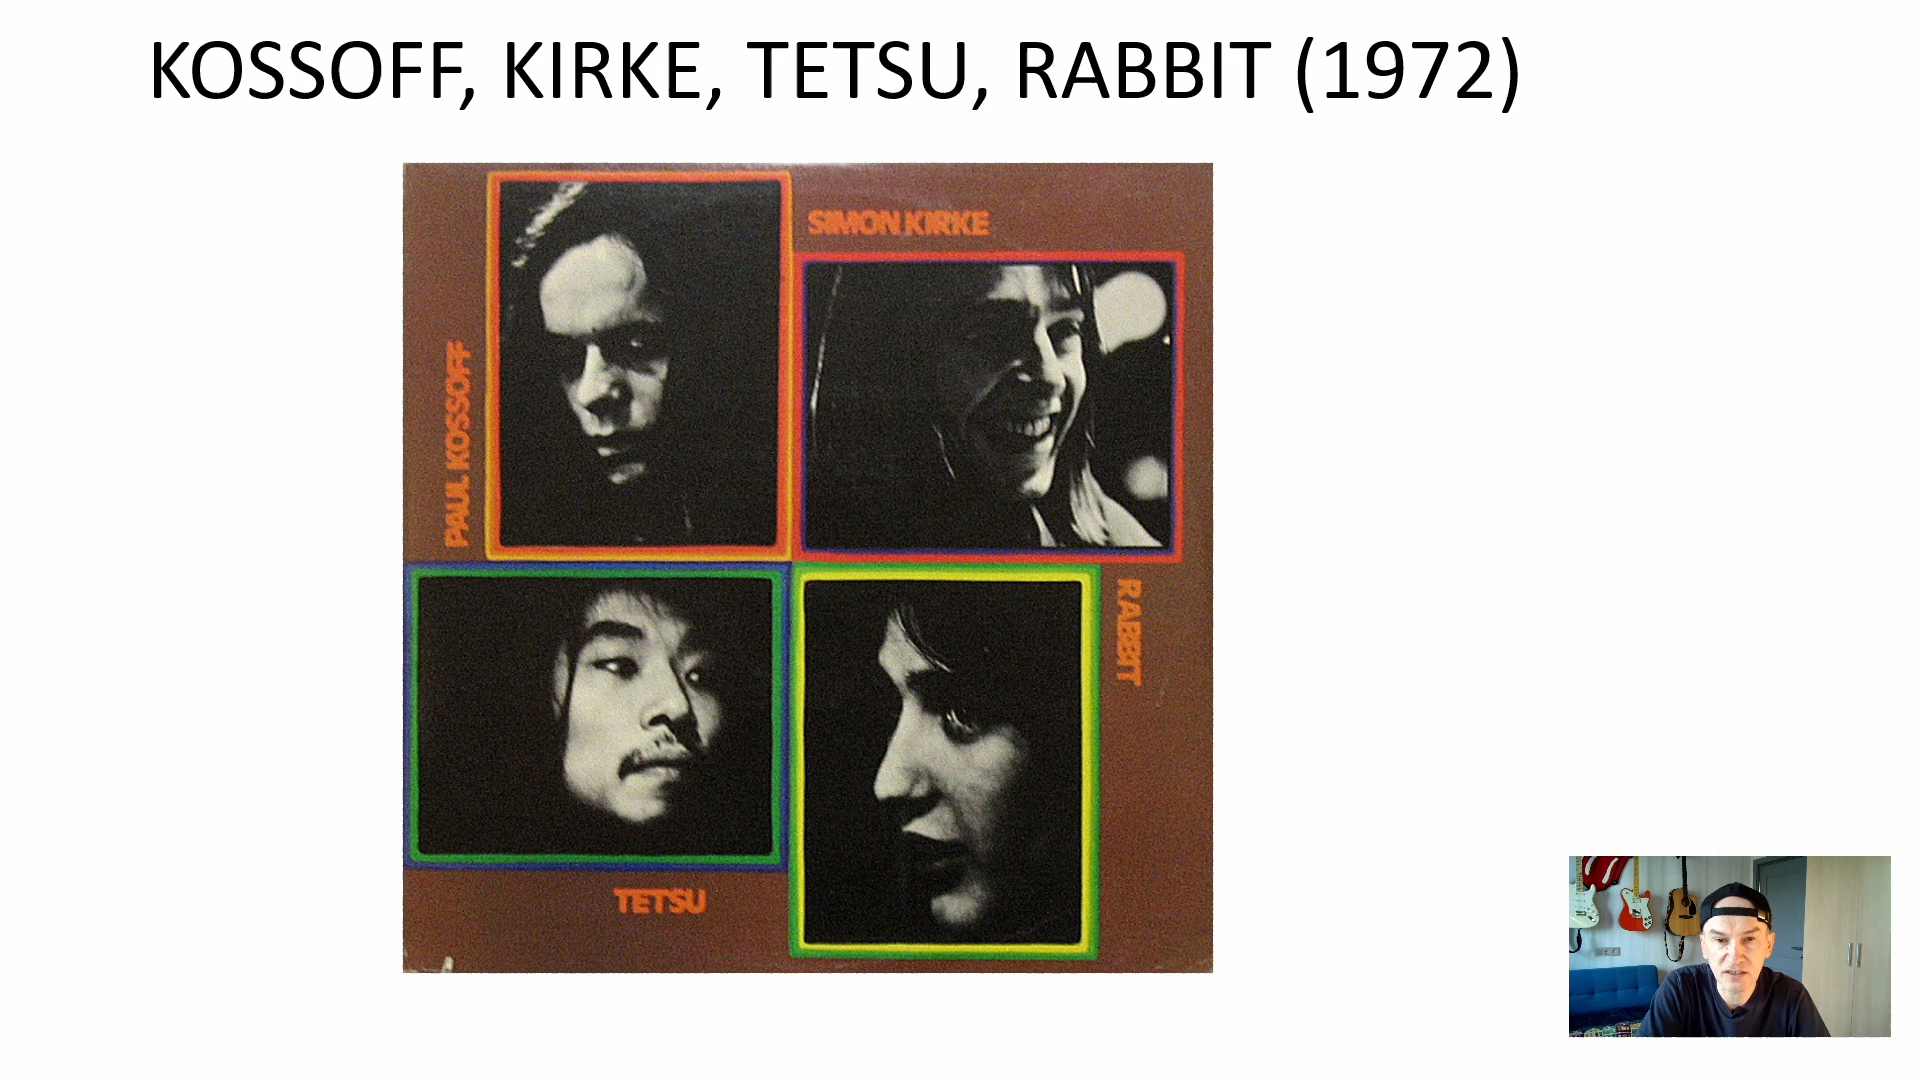 KOSSOFF, KIRKE, TETSU, RABBIT (1972)
SIMON KIRKE
PAUL KOSSOFF
RABBIT
TETSU